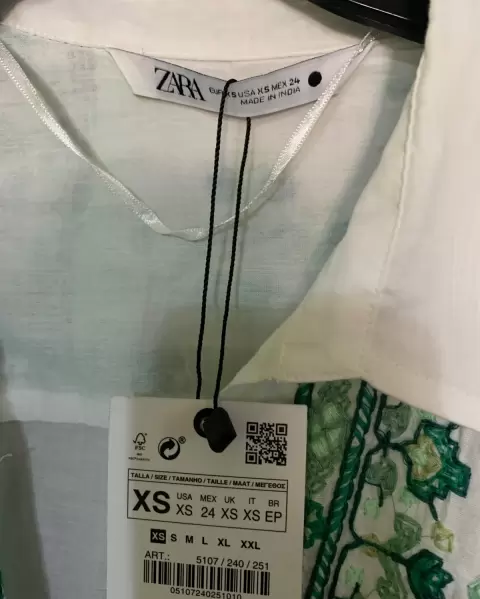 ZARA
EUR XS USA XS MEX 24
MADE IN INDIA
FSC
TALLA / SIZE / TAMANHO / TAILLE / MAAT / ΜΕΓΕΘΟΣ
XS
USA MEX UK IT BR
XS 24 XS XS EP
XS S M L XL XXL
ART.: 5107 / 240 / 251
05107240251010